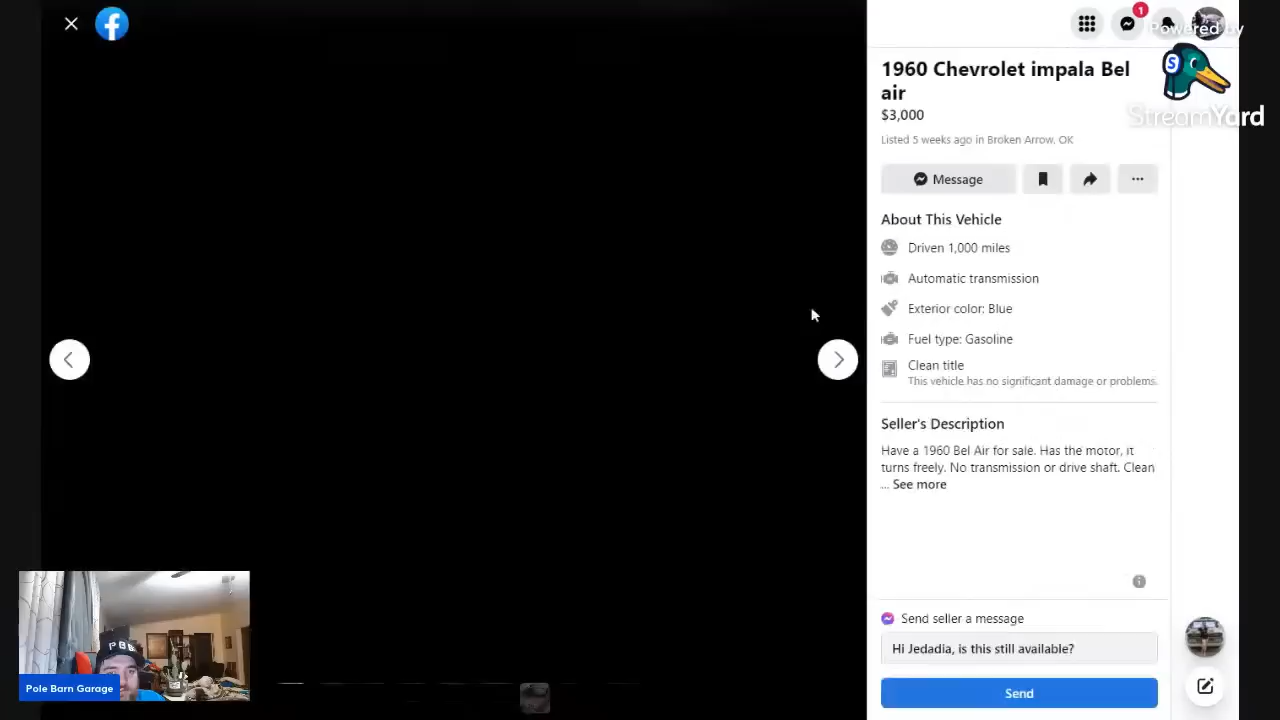 1
Powered by
StreamYard
1960 Chevrolet impala Bel
air
$3,000
Listed 5 weeks ago in Broken Arrow, OK
Message
About This Vehicle
Driven 1,000 miles
Automatic transmission
Exterior color: Blue
Fuel type: Gasoline
Clean title
This vehicle has no significant damage or problems.
Seller's Description
Have a 1960 Bel Air for sale. Has the motor, it
turns freely. No transmission or drive shaft. Clean
... See more
Send seller a message
Hi Jedadia, is this still available?
Send
PBG
Pole Barn Garage